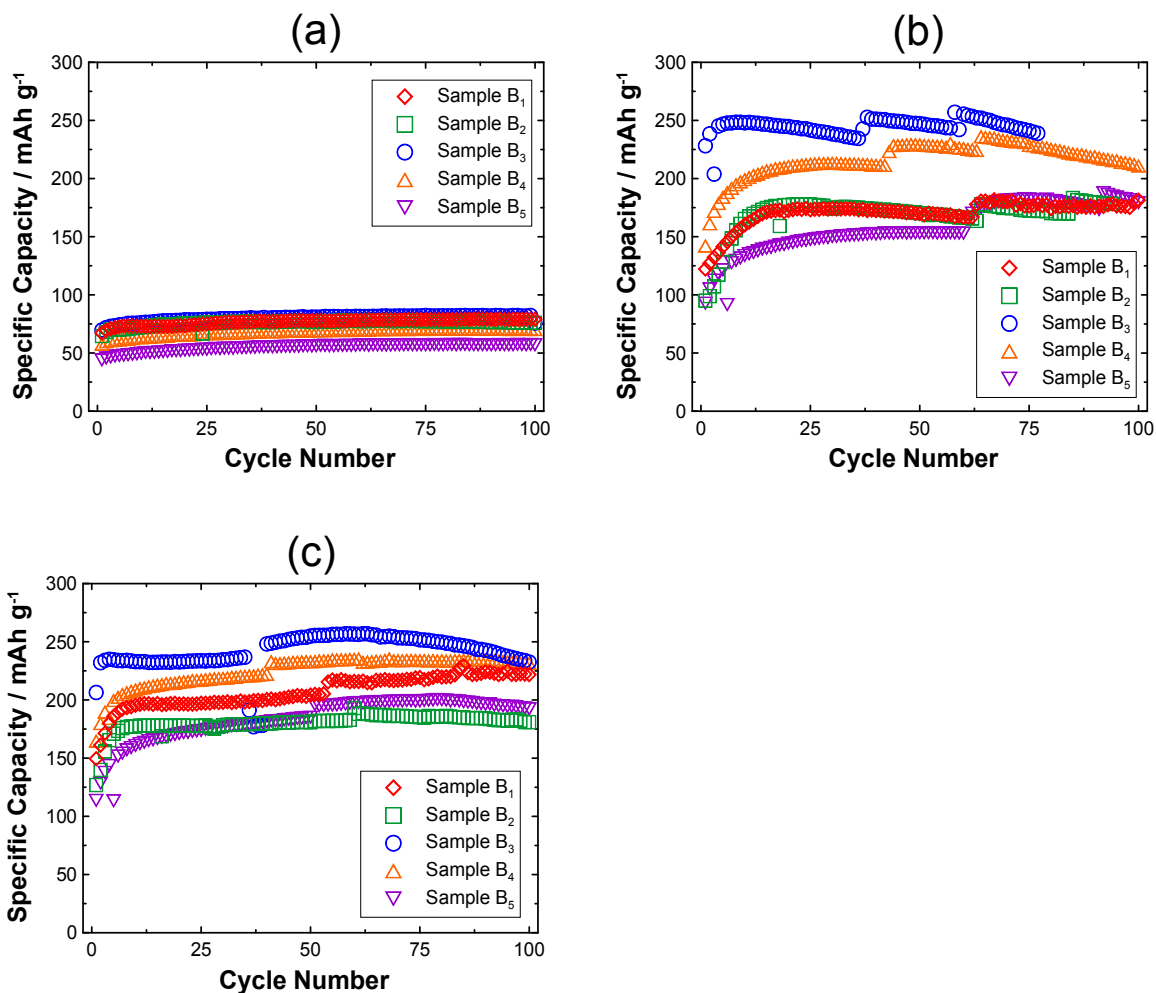 (a)
Specific Capacity / mAh g⁻¹
300
250
200
150
100
50
0
Sample B₁
Sample B₂
Sample B₃
Sample B₄
Sample B₅
0 25 50 75 100
Cycle Number
(b)
Specific Capacity / mAh g⁻¹
300
250
200
150
100
50
0
Sample B₁
Sample B₂
Sample B₃
Sample B₄
Sample B₅
0 25 50 75 100
Cycle Number
(c)
Specific Capacity / mAh g⁻¹
300
250
200
150
100
50
0
Sample B₁
Sample B₂
Sample B₃
Sample B₄
Sample B₅
0 25 50 75 100
Cycle Number